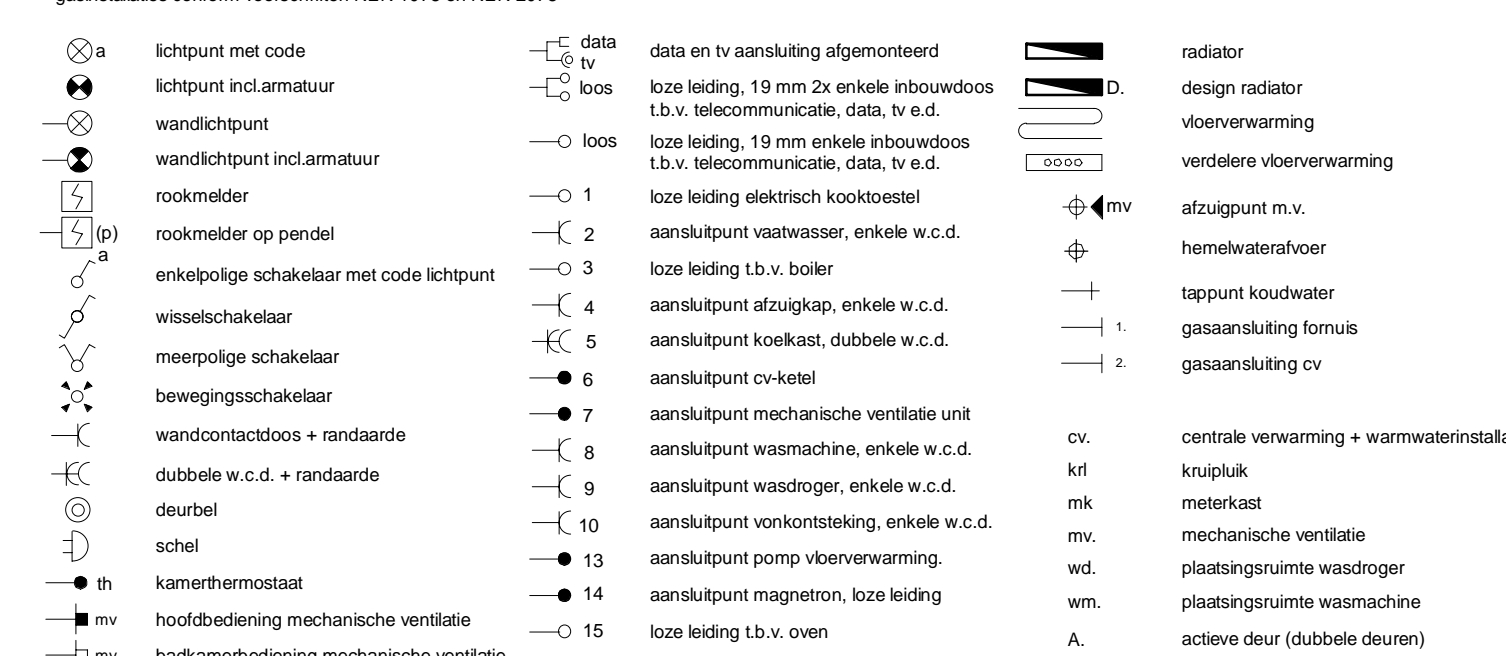 a lichtpunt met code
lichtpunt incl.armatuur
wandlichtpunt
wandlichtpunt incl.armatuur
rookmelder
(p) rookmelder op pendel
a enkelpolige schakelaar met code lichtpunt
wisselschakelaar
meerpolige schakelaar
bewegingsschakelaar
wandcontactdoos + randaarde
dubbele w.c.d. + randaarde
deurbel
schel
th kamerthermostaat
mv hoofdbediening mechanische ventilatie
mv badkamerbediening mechanische ventilatie
data
tv
data en tv aansluiting afgemonteerd
loos loze leiding, 19 mm 2x enkele inbouwdoos
t.b.v. telecommunicatie, data, tv e.d.
loos loze leiding, 19 mm enkele inbouwdoos
t.b.v. telecommunicatie, data, tv e.d.
1 loze leiding elektrisch kooktoestel
2 aansluitpunt vaatwasser, enkele w.c.d.
3 loze leiding t.b.v. boiler
4 aansluitpunt afzuigkap, enkele w.c.d.
5 aansluitpunt koelkast, dubbele w.c.d.
6 aansluitpunt cv-ketel
7 aansluitpunt mechanische ventilatie unit
8 aansluitpunt wasmachine, enkele w.c.d.
9 aansluitpunt wasdroger, enkele w.c.d.
10 aansluitpunt vonkontsteking, enkele w.c.d.
13 aansluitpunt pomp vloerverwarming.
14 aansluitpunt magnetron, loze leiding
15 loze leiding t.b.v. oven
radiator
D. design radiator
vloerverwarming
verdelere vloerverwarming
mv afzuigpunt m.v.
hemelwaterafvoer
tappunt koudwater
1. gasaansluiting fornuis
2. gasaansluiting cv
cv. centrale verwarming + warmwaterinstalla
krl kruipluik
mk meterkast
mv. mechanische ventilatie
wd. plaatsingsruimte wasdroger
wm. plaatsingsruimte wasmachine
A. actieve deur (dubbele deuren)